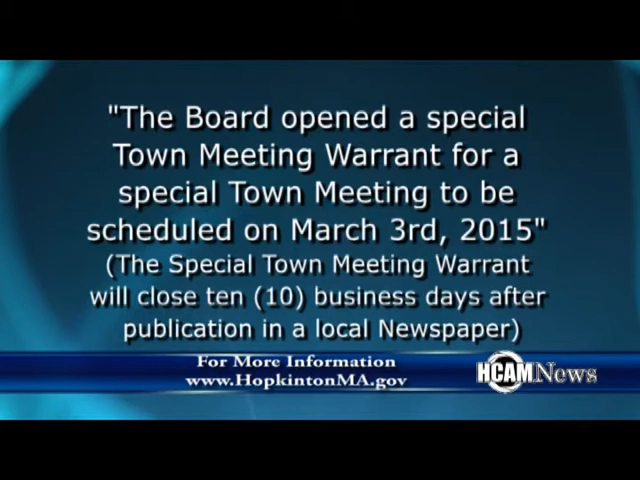 "The Board opened a special
Town Meeting Warrant for a
special Town Meeting to be
scheduled on March 3rd, 2015"
(The Special Town Meeting Warrant
will close ten (10) business days after
publication in a local Newspaper)
For More Information
www.HopkintonMA.gov
HCAMNews